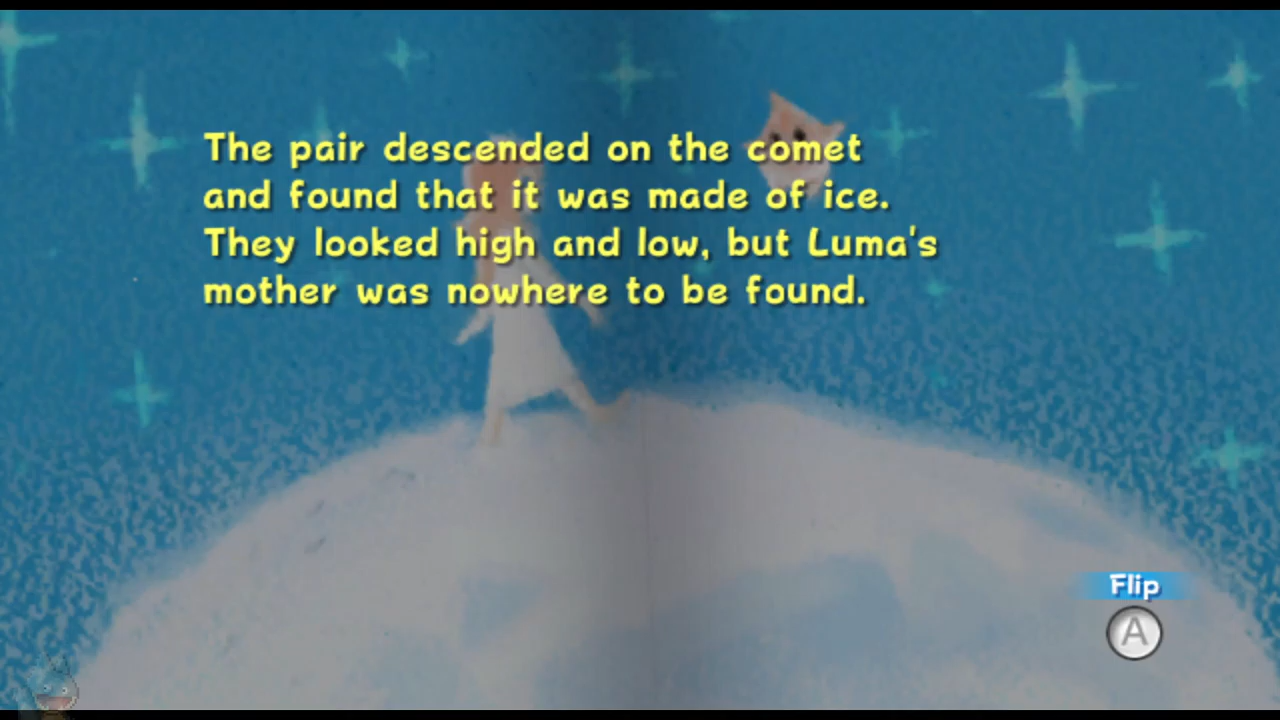 The pair descended on the comet
and found that it was made of ice.
They looked high and low, but Luma's
mother was nowhere to be found.
Flip
A